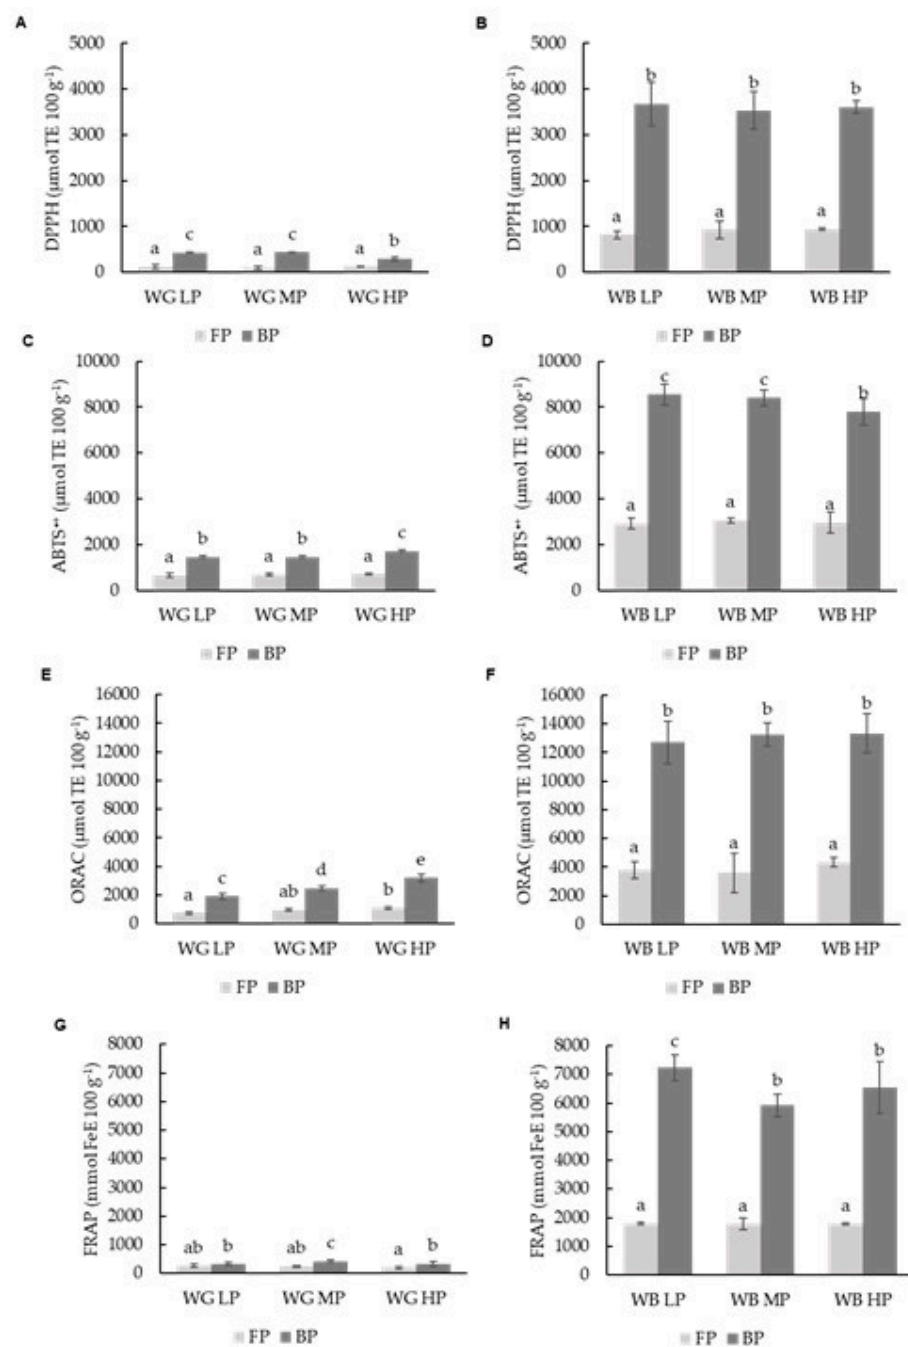 A
DPPH (µmol TE 100 g⁻¹)
5000
4000
3000
2000
1000
0
a c a c a b
WG LP WG MP WG HP
FP BP
B
DPPH (µmol TE 100 g⁻¹)
5000
4000
3000
2000
1000
0
a b a b a b
WB LP WB MP WB HP
FP BP
C
ABTS•+ (µmol TE 100 g⁻¹)
10000
8000
6000
4000
2000
0
a b a b a c
WG LP WG MP WG HP
FP BP
D
ABTS•+ (µmol TE 100 g⁻¹)
10000
8000
6000
4000
2000
0
a c a c a b
WB LP WB MP WB HP
FP BP
E
ORAC (µmol TE 100 g⁻¹)
16000
14000
12000
10000
8000
6000
4000
2000
0
a c ab d b e
WG LP WG MP WG HP
FP BP
F
ORAC (µmol TE 100 g⁻¹)
16000
14000
12000
10000
8000
6000
4000
2000
0
a b a b a b
WB LP WB MP WB HP
FP BP
G
FRAP (mmol FeE 100 g⁻¹)
8000
7000
6000
5000
4000
3000
2000
1000
0
ab b ab c a b
WG LP WG MP WG HP
FP BP
H
FRAP (mmol FeE 100 g⁻¹)
8000
7000
6000
5000
4000
3000
2000
1000
0
a c a b a b
WB LP WB MP WB HP
FP BP